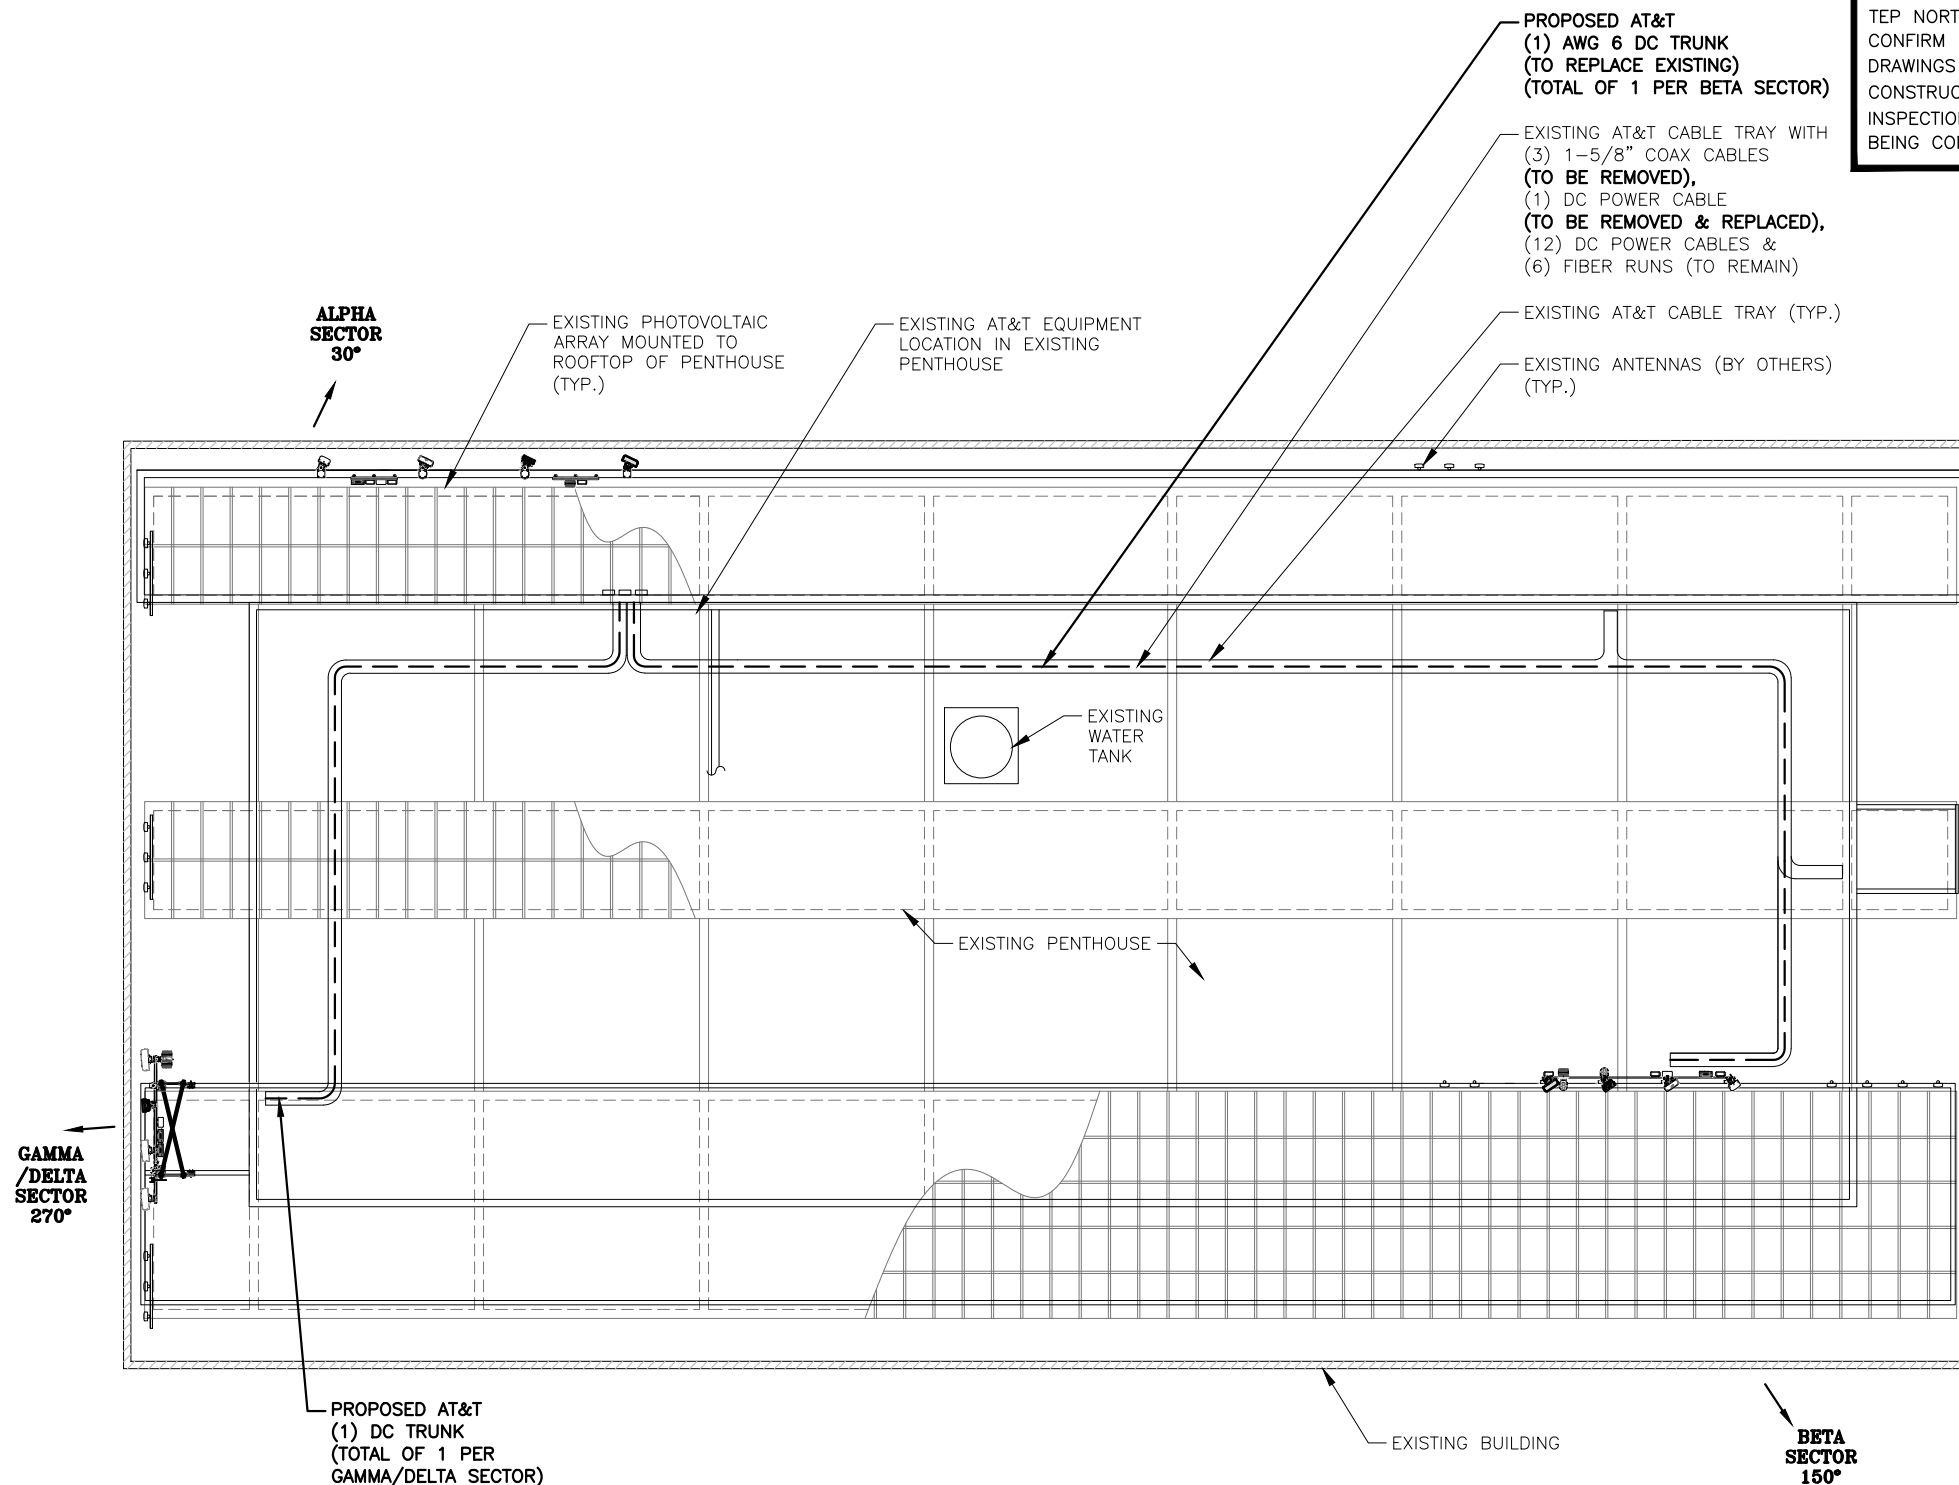 PROPOSED AT&T
(1) AWG 6 DC TRUNK
(TO REPLACE EXISTING)
(TOTAL OF 1 PER BETA SECTOR)
TEP NORT
CONFIRM
DRAWINGS
CONSTRUC
INSPECTIO
BEING CO
EXISTING AT&T CABLE TRAY WITH
(3) 1-5/8" COAX CABLES
(TO BE REMOVED),
(1) DC POWER CABLE
(TO BE REMOVED & REPLACED),
(12) DC POWER CABLES &
(6) FIBER RUNS (TO REMAIN)
EXISTING AT&T CABLE TRAY (TYP.)
EXISTING ANTENNAS (BY OTHERS)
(TYP.)
ALPHA
SECTOR
30°
EXISTING PHOTOVOLTAIC
ARRAY MOUNTED TO
ROOFTOP OF PENTHOUSE
(TYP.)
EXISTING AT&T EQUIPMENT
LOCATION IN EXISTING
PENTHOUSE
EXISTING
WATER
TANK
EXISTING PENTHOUSE
GAMMA
/DELTA
SECTOR
270°
PROPOSED AT&T
(1) DC TRUNK
(TOTAL OF 1 PER
GAMMA/DELTA SECTOR)
EXISTING BUILDING
BETA
SECTOR
150°